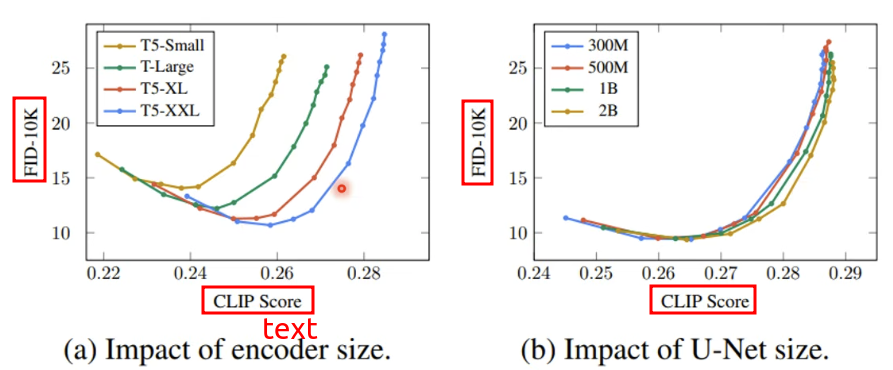 T5-Small
T-Large
T5-XL
T5-XXL
FID-10K
25
20
15
10
0.22 0.24 0.26 0.28
CLIP Score
text
(a) Impact of encoder size.
300M
500M
1B
2B
FID-10K
25
20
15
10
0.24 0.25 0.26 0.27 0.28 0.29
CLIP Score
(b) Impact of U-Net size.